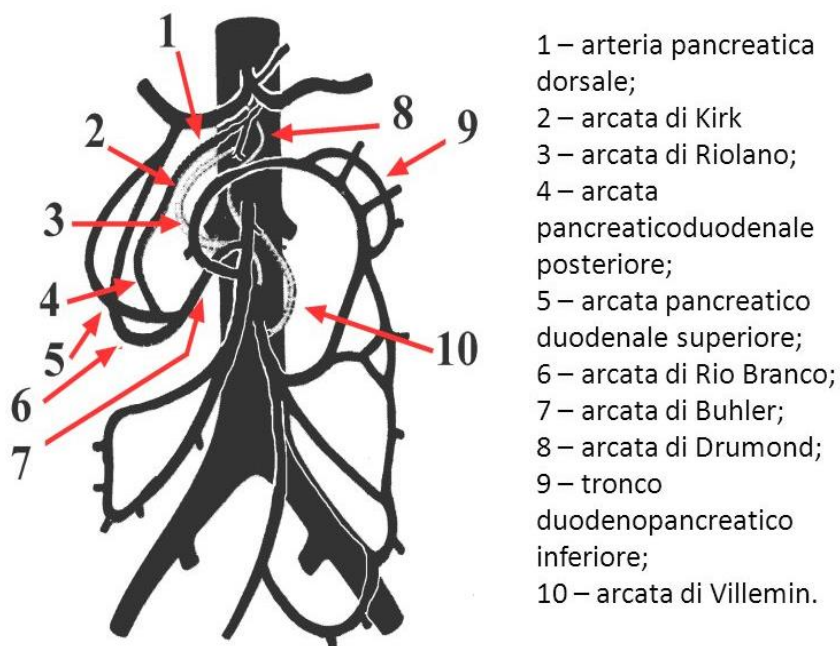 1
2
3
4
5
6
7
8
9
10
1 – arteria pancreatica
dorsale;
2 – arcata di Kirk
3 – arcata di Riolano;
4 – arcata
pancreaticoduodenale
posteriore;
5 – arcata pancreatico
duodenale superiore;
6 – arcata di Rio Branco;
7 – arcata di Buhler;
8 – arcata di Drumond;
9 – tronco
duodenopancreatico
inferiore;
10 – arcata di Villemin.